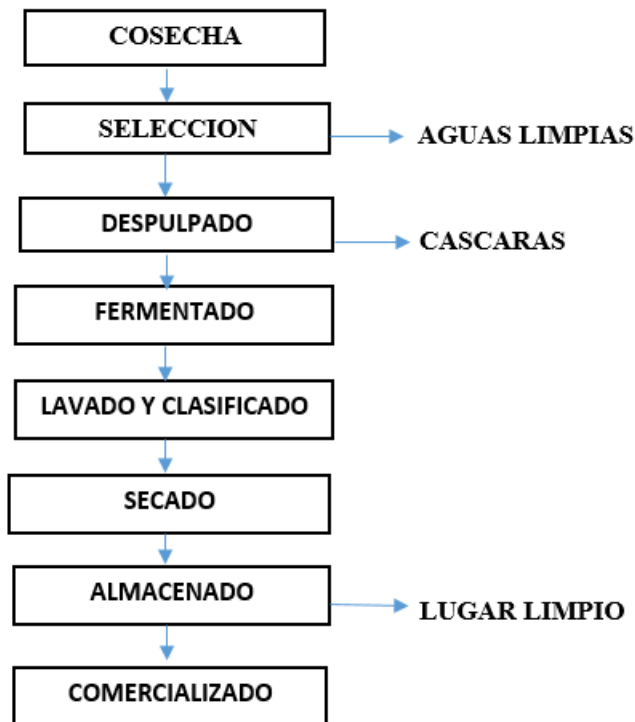 COSECHA
SELECCION
AGUAS LIMPIAS
DESPULPADO
CASCARAS
FERMENTADO
LAVADO Y CLASIFICADO
SECADO
ALMACENADO
LUGAR LIMPIO
COMERCIALIZADO